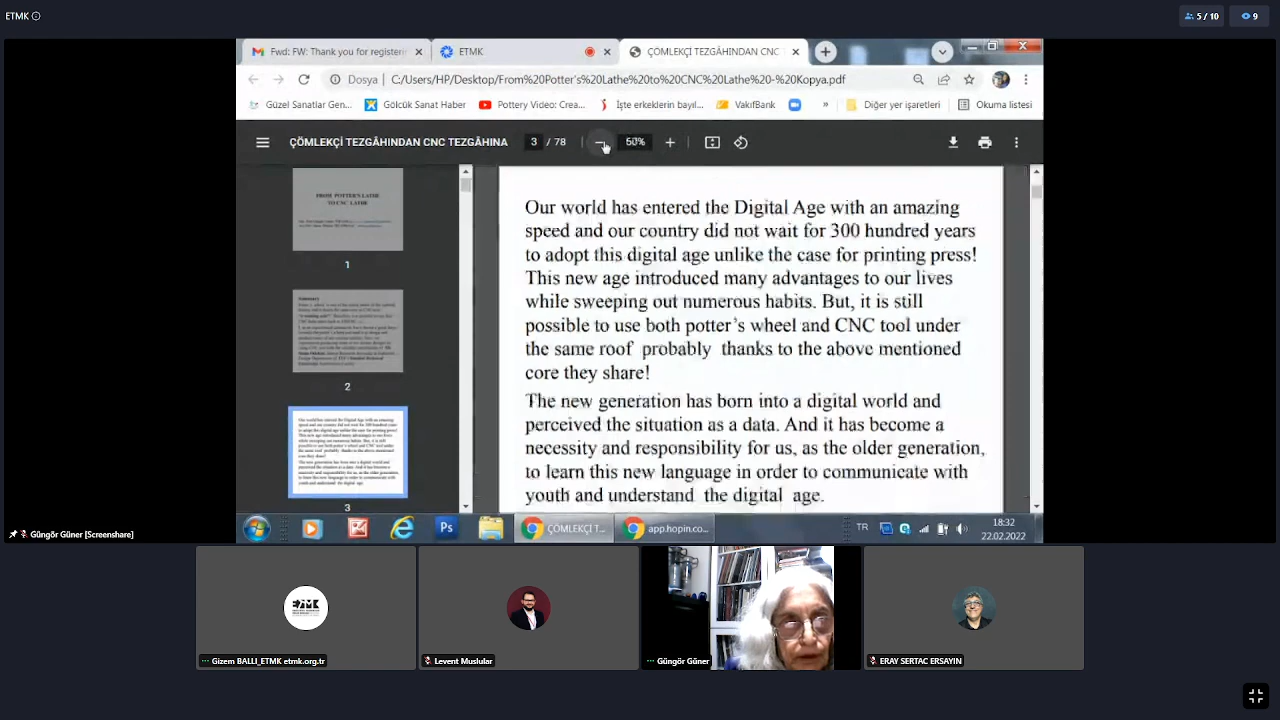 ETMK
5 / 10
9
Fwd: FW: Thank you for register
ETMK
ÇÖMLEKÇİ TEZGÂHINDAN CNC
Dosya
C:/Users/HP/Desktop/From%20Potter's%20Lathe%20to%20CNC%20Lathe%20-%20Kopya.pdf
Güzel Sanatlar Gen...
Gölcük Sanat Haber
Pottery Video: Crea...
İşte erkeklerin bayıl...
VakıfBank
»
Diğer yer işaretleri
Okuma listesi
ÇÖMLEKÇİ TEZGÂHINDAN CNC TEZGÂHINA
3 / 78
60%
FROM POTTER'S LATHE
TO CNC LATHE
1
Summary
2
3
Our world has entered the Digital Age with an amazing
speed and our country did not wait for 300 hundred years
to adopt this digital age unlike the case for printing press!
This new age introduced many advantages to our lives
while sweeping out numerous habits. But, it is still
possible to use both potter's wheel and CNC tool under
the same roof probably thanks to the above mentioned
core they share!
The new generation has born into a digital world and
perceived the situation as a data. And it has become a
necessity and responsibility for us, as the older generation,
to learn this new language in order to communicate with
youth and understand the digital age.
Ps
ÇÖMLEKÇİ T...
app.hopin.co...
TR
18:32
22.02.2022
Güngör Güner [Screenshare]
ETMK
Gizem BALLI_ETMK etmk.org.tr
Levent Muslular
Güngör Güner
ERAY SERTAC ERSAYIN